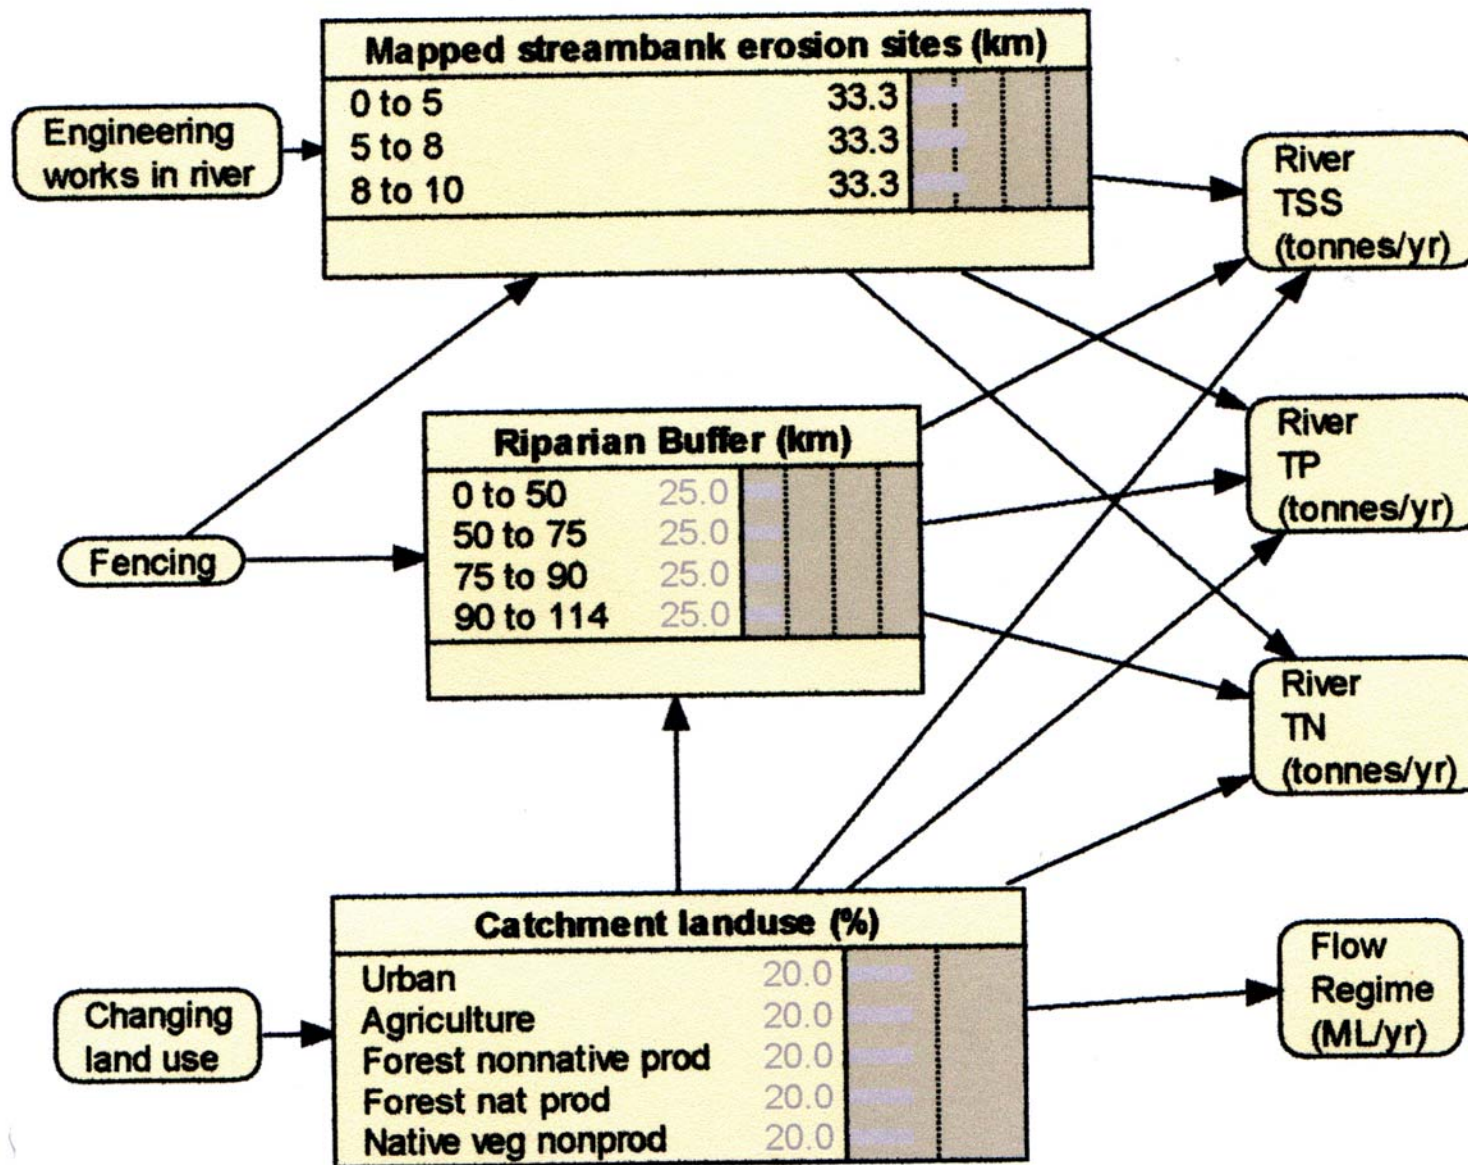 Mapped streambank erosion sites (km)
0 to 5 33.3
5 to 8 33.3
8 to 10 33.3
Engineering
works in river
River
TSS
(tonnes/yr)
Riparian Buffer (km)
0 to 50 25.0
50 to 75 25.0
75 to 90 25.0
90 to 114 25.0
Fencing
River
TP
(tonnes/yr)
River
TN
(tonnes/yr)
Catchment landuse (%)
Urban 20.0
Agriculture 20.0
Forest nonnative prod 20.0
Forest nat prod 20.0
Native veg nonprod 20.0
Changing
land use
Flow
Regime
(ML/yr)